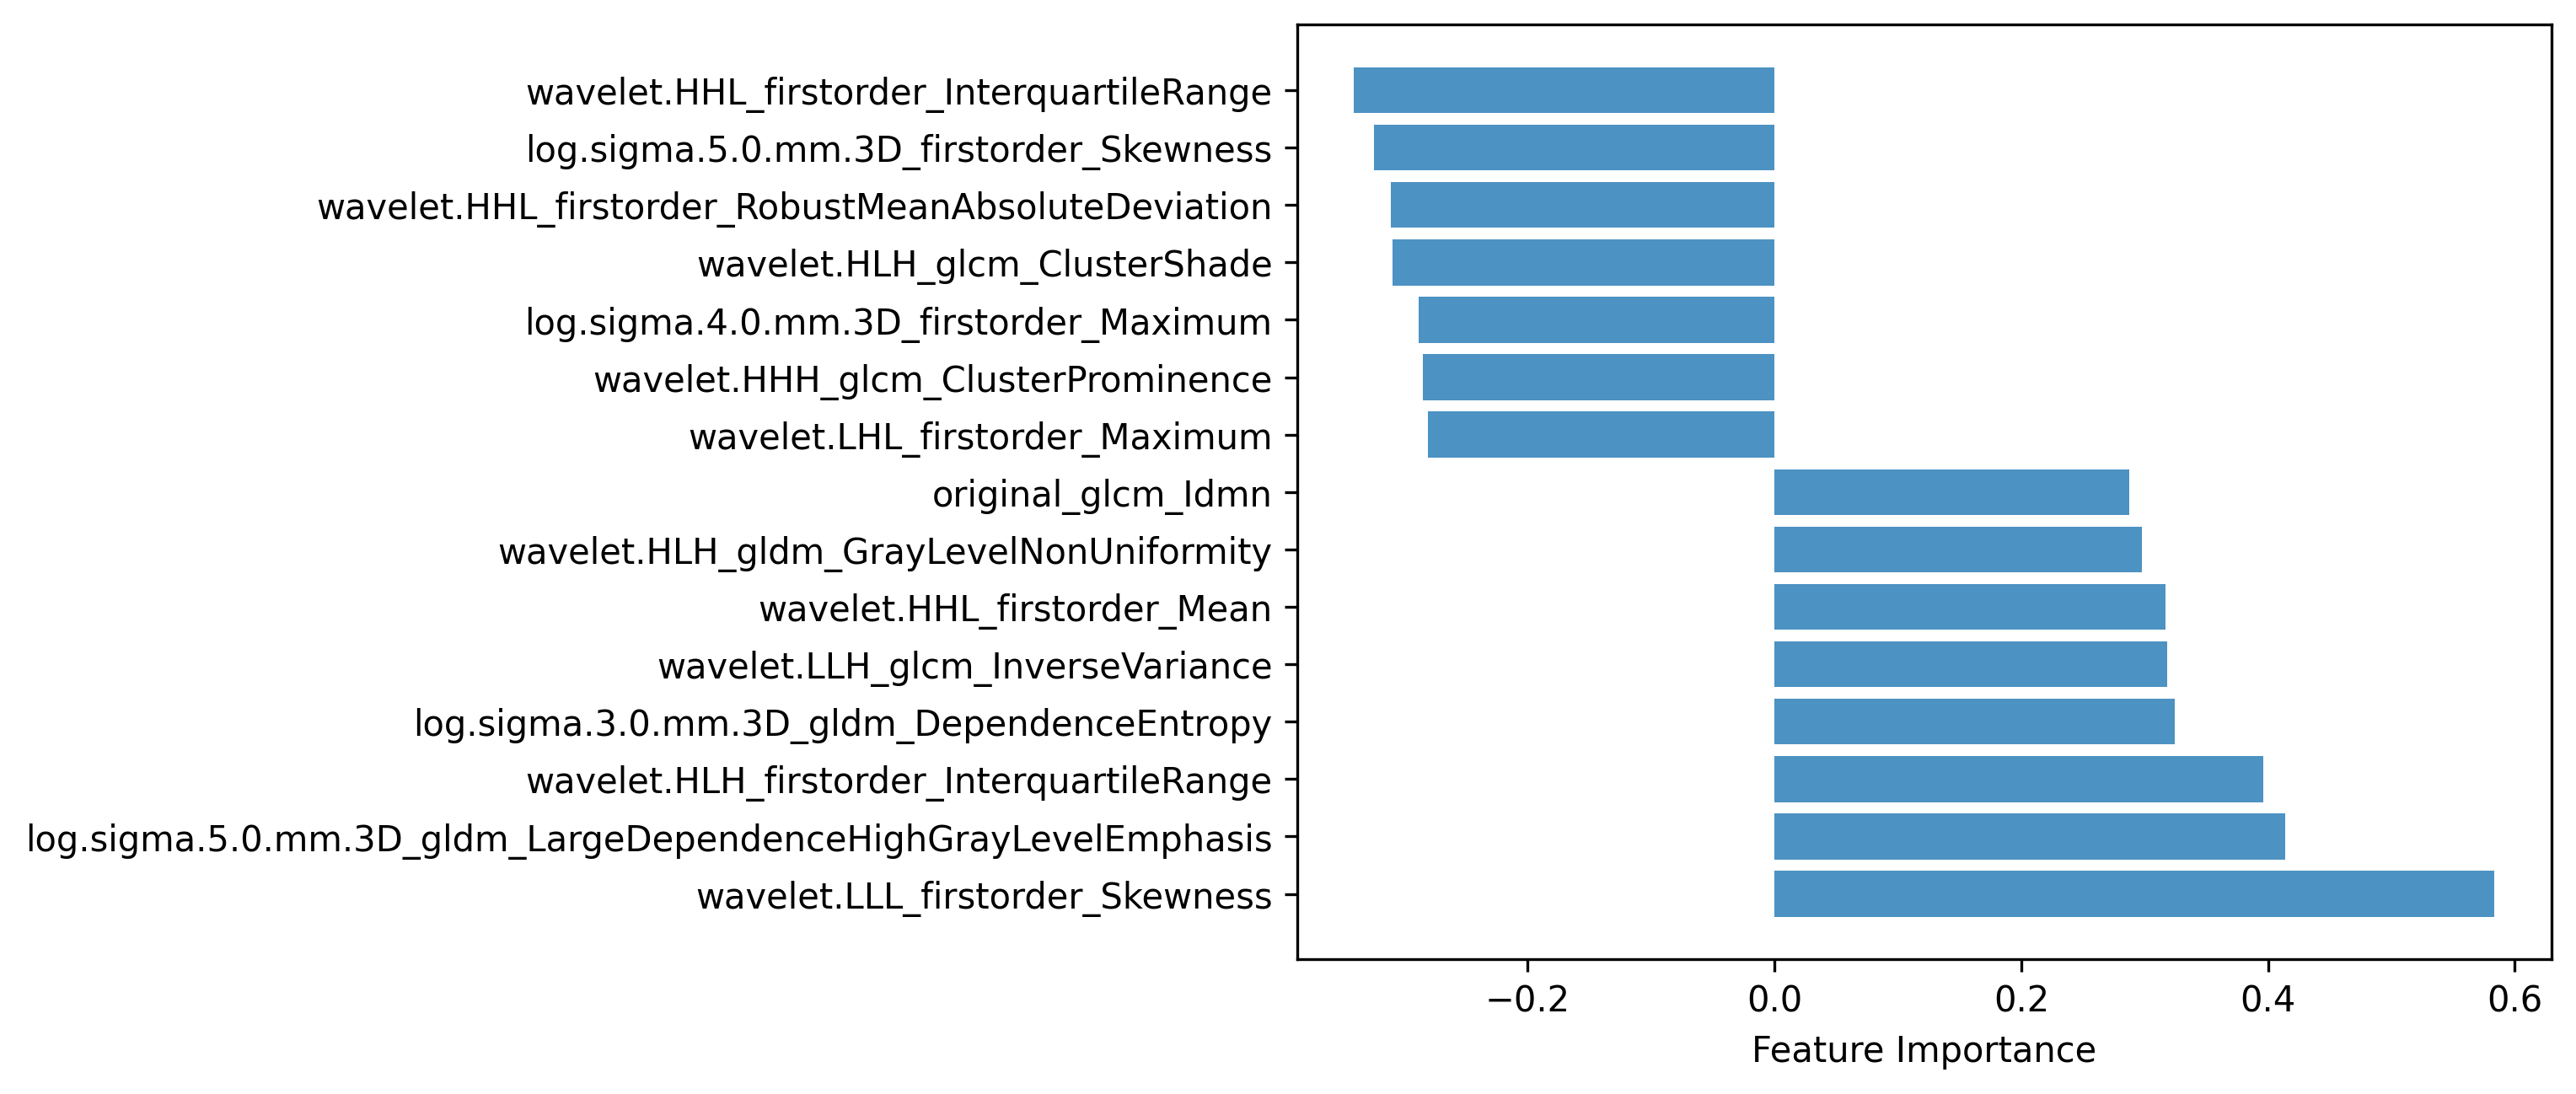 wavelet.HHL_firstorder_InterquartileRange
log.sigma.5.0.mm.3D_firstorder_Skewness
wavelet.HHL_firstorder_RobustMeanAbsoluteDeviation
wavelet.HLH_glcm_ClusterShade
log.sigma.4.0.mm.3D_firstorder_Maximum
wavelet.HHH_glcm_ClusterProminence
wavelet.LHL_firstorder_Maximum
original_glcm_Idmn
wavelet.HLH_gldm_GrayLevelNonUniformity
wavelet.HHL_firstorder_Mean
wavelet.LLH_glcm_InverseVariance
log.sigma.3.0.mm.3D_gldm_DependenceEntropy
wavelet.HLH_firstorder_InterquartileRange
log.sigma.5.0.mm.3D_gldm_LargeDependenceHighGrayLevelEmphasis
wavelet.LLL_firstorder_Skewness
−0.2 0.0 0.2 0.4 0.6
Feature Importance